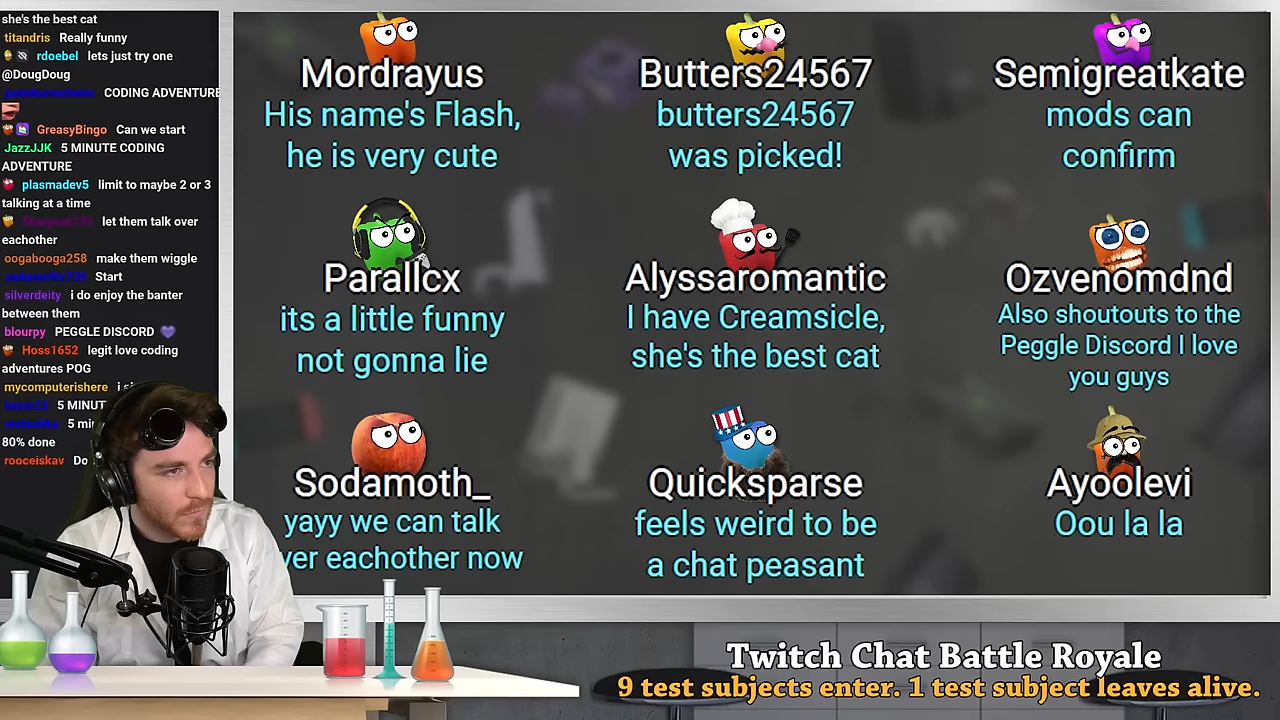 she's the best cat
titandris Really funny
rdoebel lets just try one
@DougDoug
CODING ADVENTURE
GreasyBingo Can we start
JazzJJK 5 MINUTE CODING
ADVENTURE
plasmadev5 limit to maybe 2 or 3
talking at a time
let them talk over
eachother
oogabooga258 make them wiggle
Start
silverdeity i do enjoy the banter
between them
blourpy PEGGLE DISCORD
Hoss1652 legit love coding
adventures POG
mycomputerishere
5 MINUT
5 mi
80% done
rooceiskav Do
Mordrayus
His name's Flash,
he is very cute
Butters24567
butters24567
was picked!
Semigreatkate
mods can
confirm
Parallcx
its a little funny
not gonna lie
Alyssaromantic
I have Creamsicle,
she's the best cat
Ozvenomdnd
Also shoutouts to the
Peggle Discord I love
you guys
Sodamoth_
yayy we can talk
ver eachother now
Quicksparse
feels weird to be
a chat peasant
Ayoolevi
Oou la la
Twitch Chat Battle Royale
9 test subjects enter. 1 test subject leaves alive.